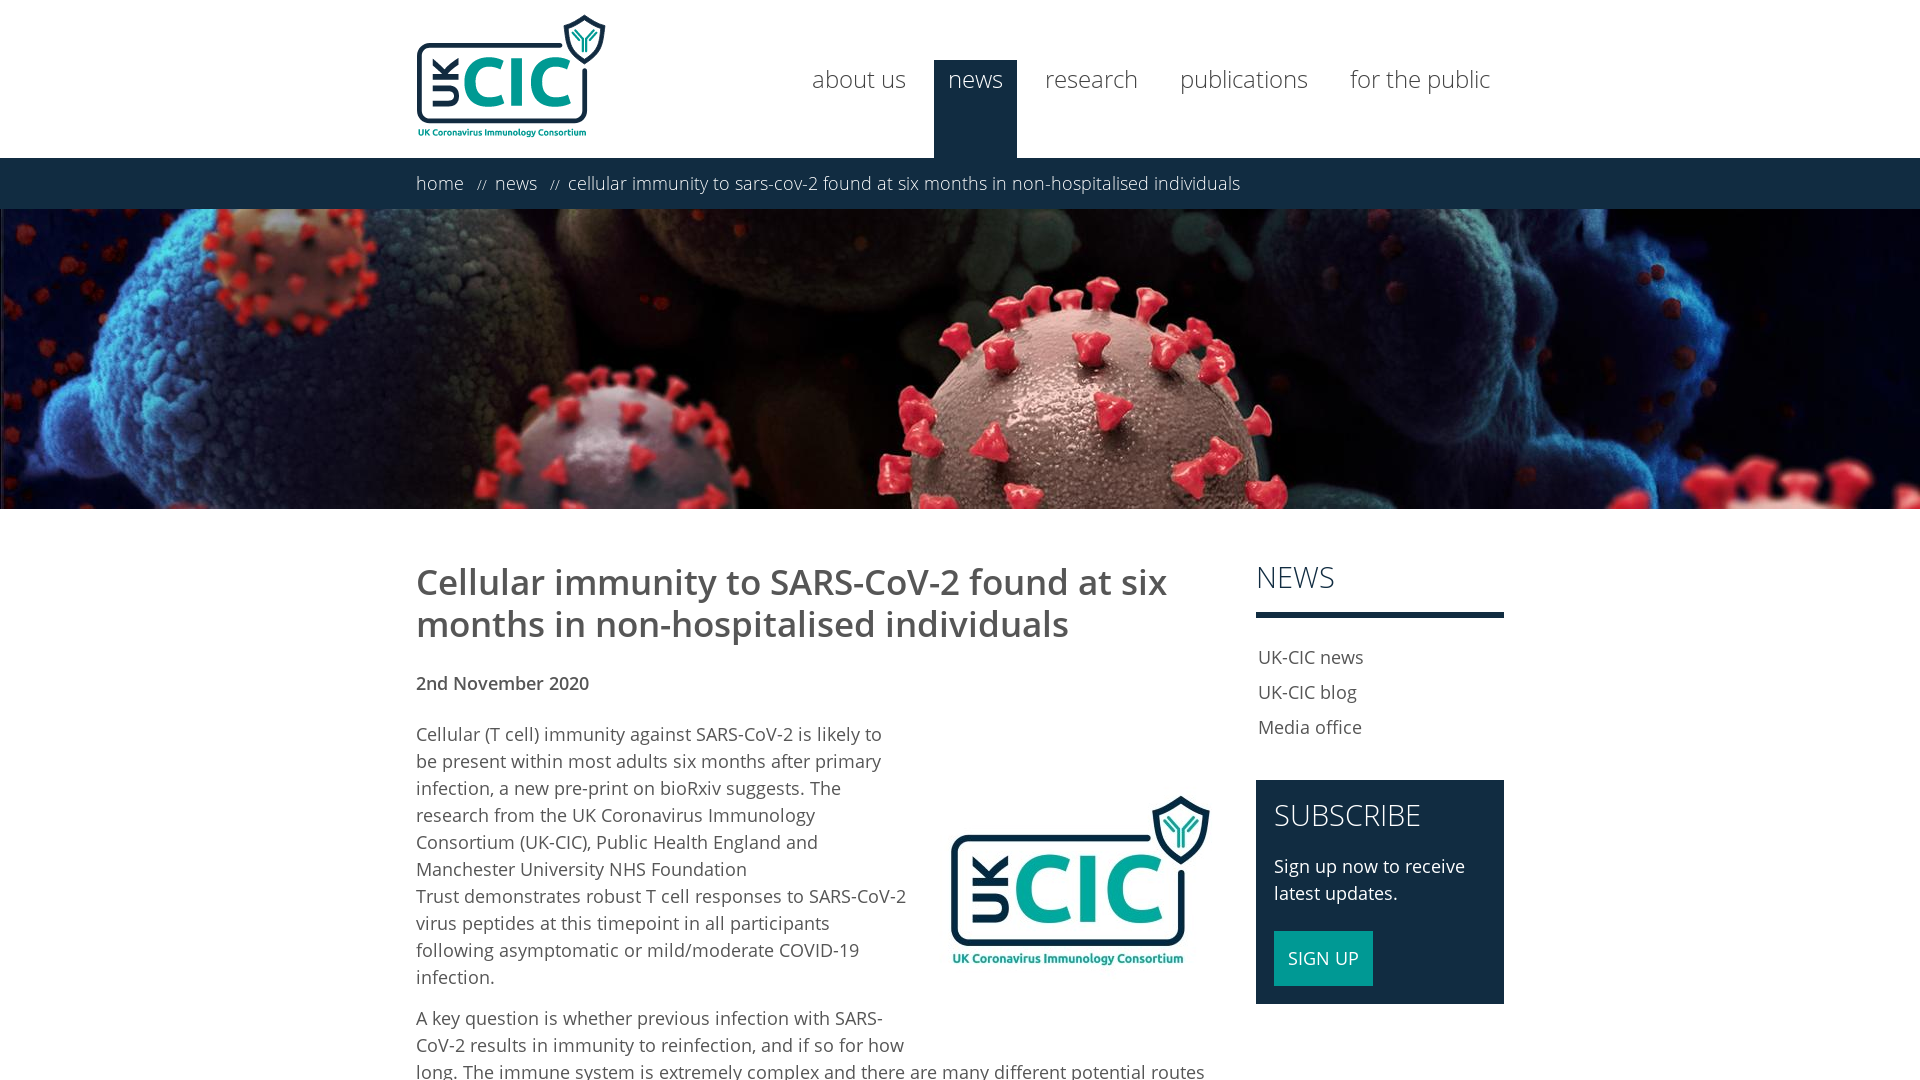 UK CIC
UK Coronavirus Immunology Consortium
about us
news
research
publications
for the public
home // news // cellular immunity to sars-cov-2 found at six months in non-hospitalised individuals
Cellular immunity to SARS-CoV-2 found at six
months in non-hospitalised individuals
2nd November 2020
Cellular (T cell) immunity against SARS-CoV-2 is likely to
be present within most adults six months after primary
infection, a new pre-print on bioRxiv suggests. The
research from the UK Coronavirus Immunology
Consortium (UK-CIC), Public Health England and
Manchester University NHS Foundation
Trust demonstrates robust T cell responses to SARS-CoV-2
virus peptides at this timepoint in all participants
following asymptomatic or mild/moderate COVID-19
infection.
UK CIC
UK Coronavirus Immunology Consortium
A key question is whether previous infection with SARS-
CoV-2 results in immunity to reinfection, and if so for how
long. The immune system is extremely complex and there are many different potential routes
NEWS
UK-CIC news
UK-CIC blog
Media office
SUBSCRIBE
Sign up now to receive
latest updates.
SIGN UP